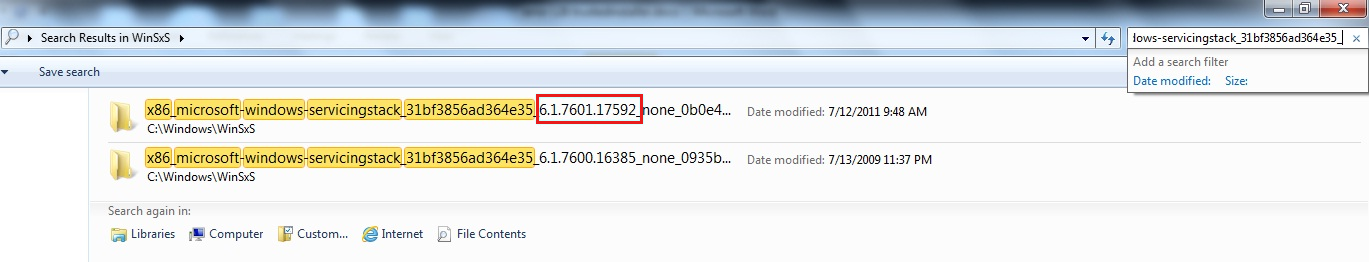 Search Results in WinSxS
lows-servicingstack_31bf3856ad364e35_
Save search
Add a search filter
Date modified: Size:
x86_microsoft-windows-servicingstack_31bf3856ad364e35_6.1.7601.17592_none_0b0e4... Date modified: 7/12/2011 9:48 AM
C:\Windows\WinSxS
x86_microsoft-windows-servicingstack_31bf3856ad364e35_6.1.7600.16385_none_0935b... Date modified: 7/13/2009 11:37 PM
C:\Windows\WinSxS
Search again in:
Libraries Computer Custom... Internet File Contents